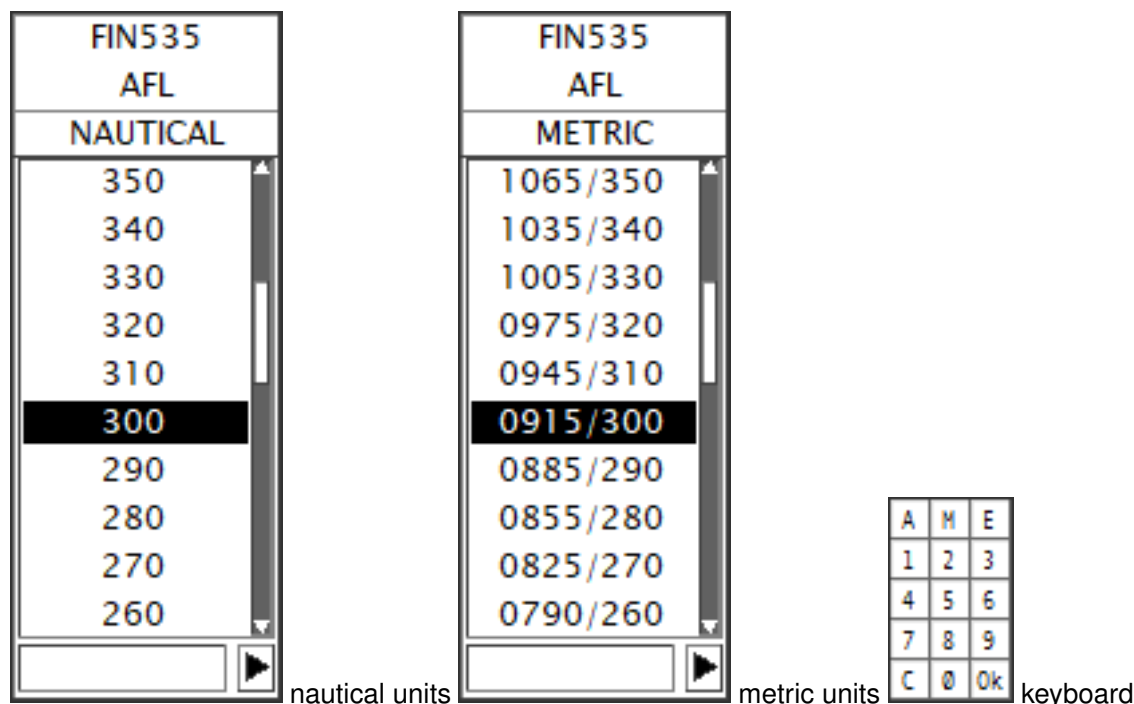 FIN535
AFL
NAUTICAL
350
340
330
320
310
300
290
280
270
260
nautical units
FIN535
AFL
METRIC
1065/350
1035/340
1005/330
0975/320
0945/310
0915/300
0885/290
0855/280
0825/270
0790/260
metric units
A M E
1 2 3
4 5 6
7 8 9
C 0 Ok
keyboard